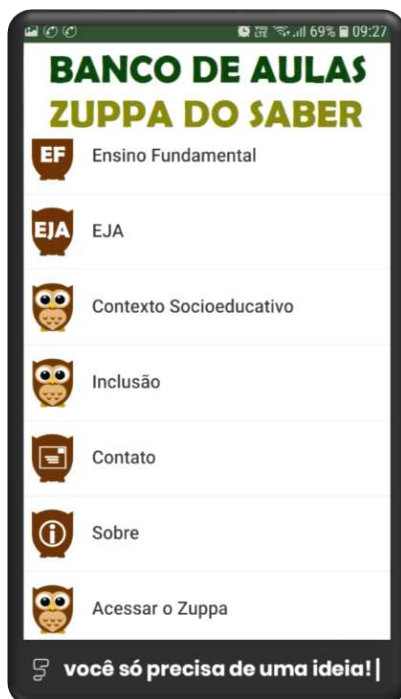 69% 09:27
BANCO DE AULAS
ZUPPA DO SABER
EF Ensino Fundamental
EJA EJA
Contexto Socioeducativo
Inclusão
Contato
Sobre
Acessar o Zuppa
você só precisa de uma ideia!